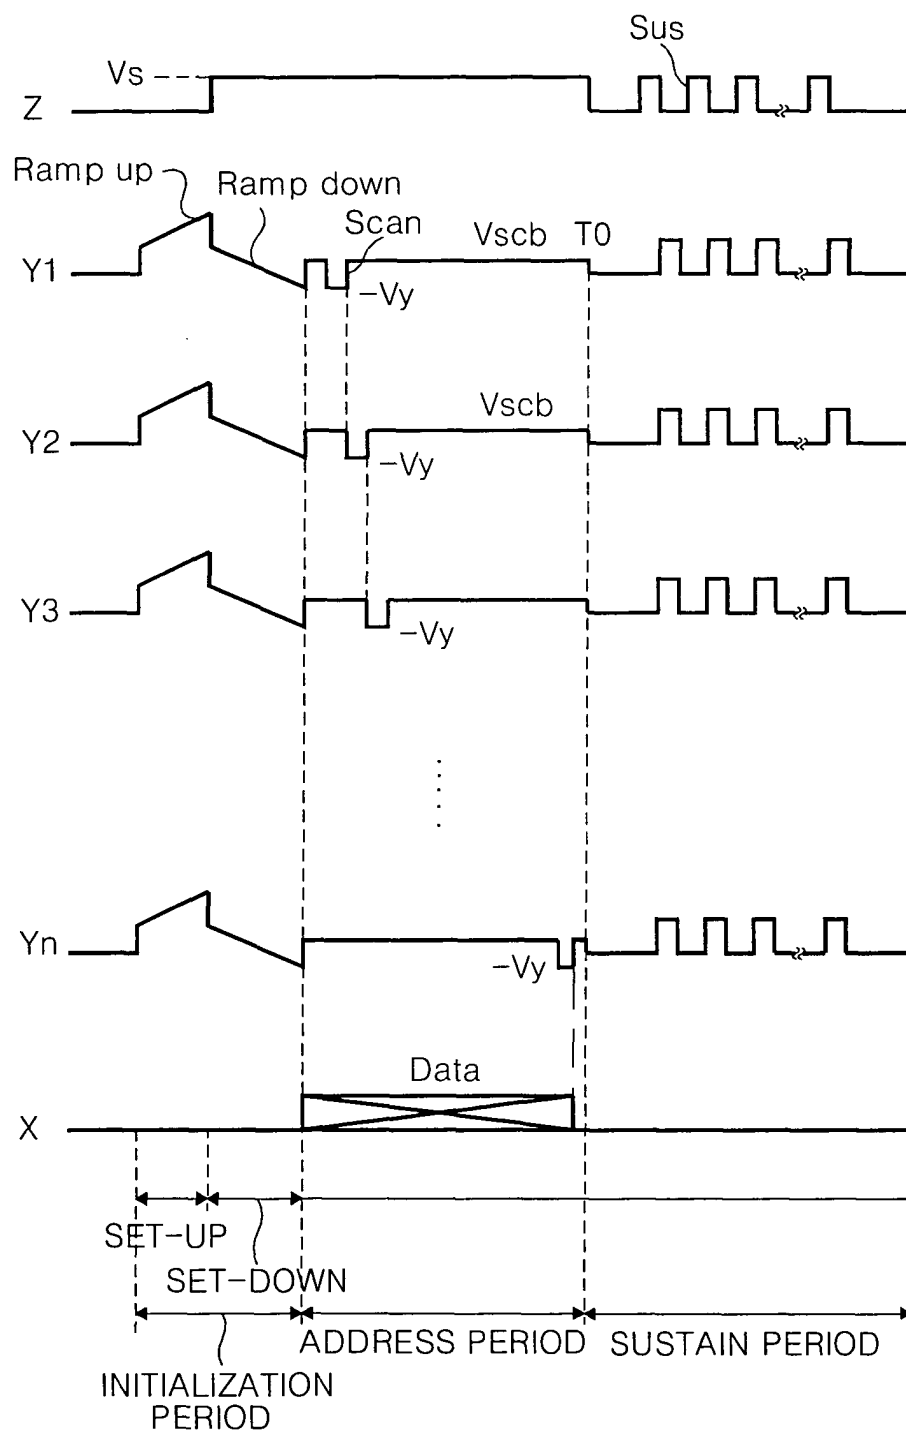 Sus
Vs
Z
Ramp up
Ramp down
Scan
Vscb T0
Y1
−Vy
Vscb
Y2
−Vy
Y3
−Vy
Yn
−Vy
Data
X
SET−UP
SET−DOWN
ADDRESS PERIOD
SUSTAIN PERIOD
INITIALIZATION
PERIOD